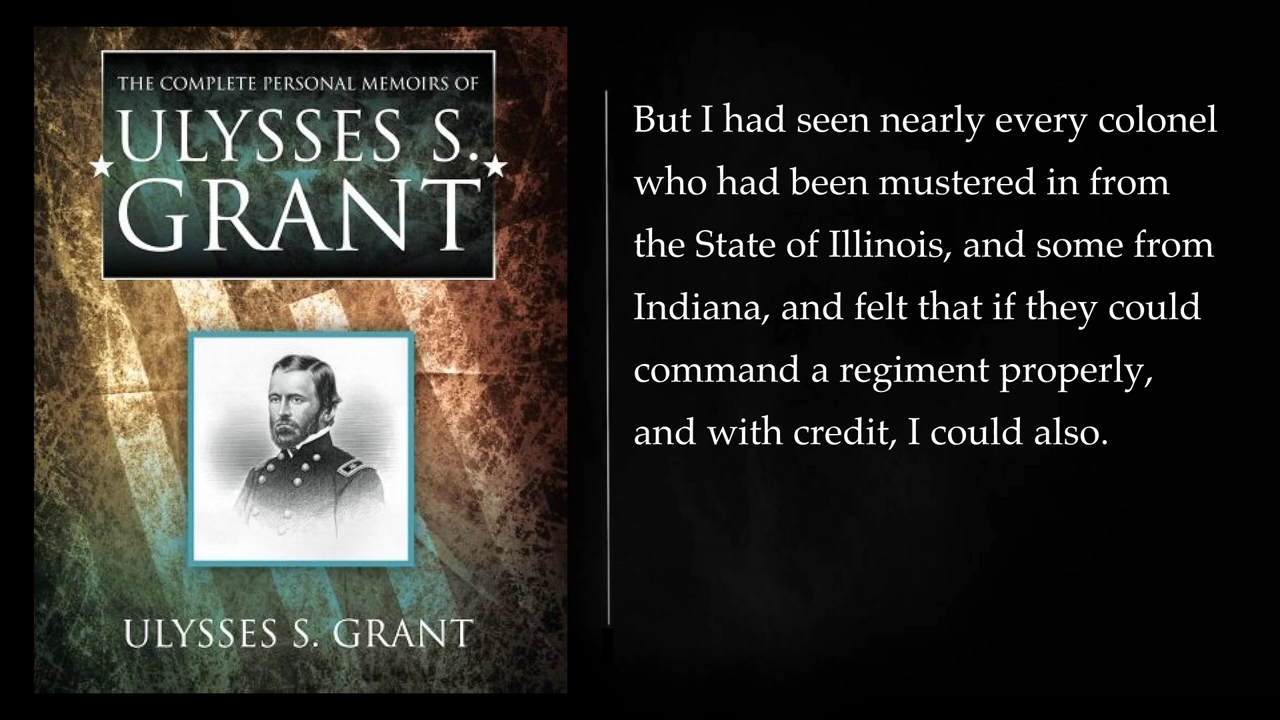 THE COMPLETE PERSONAL MEMOIRS OF
ULYSSES S.
GRANT
ULYSSES S. GRANT
But I had seen nearly every colonel
who had been mustered in from
the State of Illinois, and some from
Indiana, and felt that if they could
command a regiment properly,
and with credit, I could also.